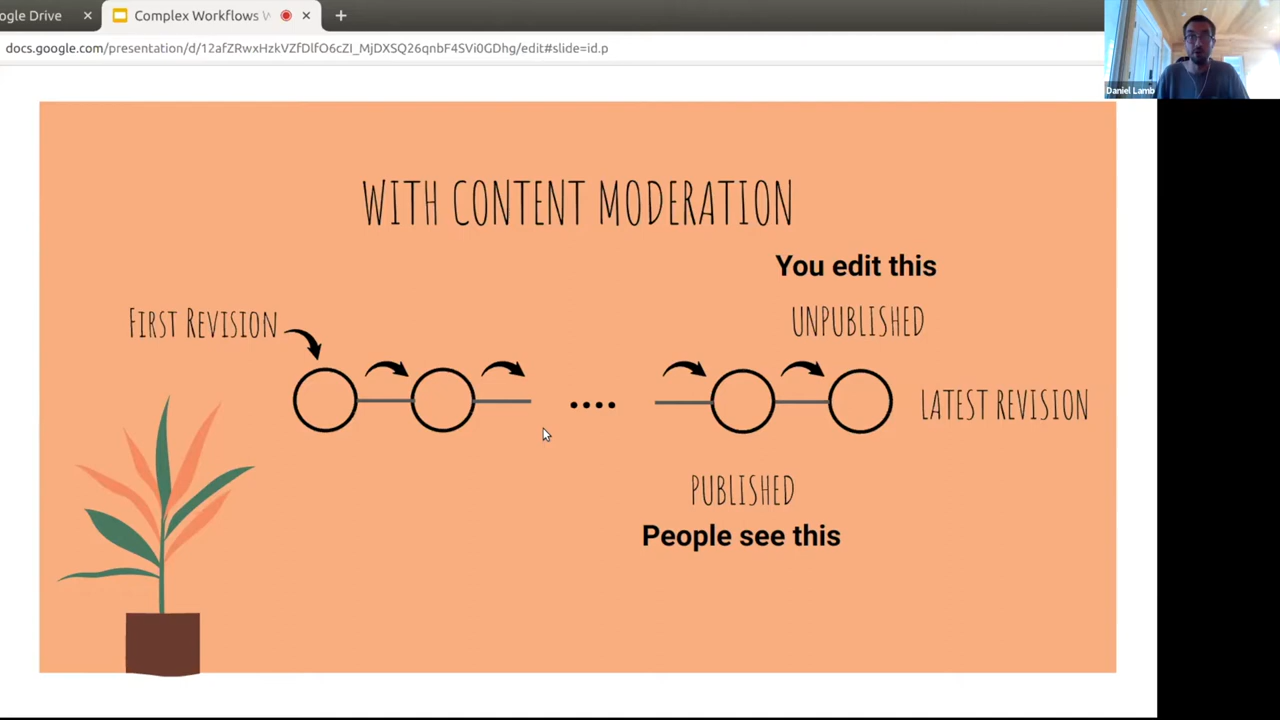 ogle Drive
Complex Workflows W
docs.google.com/presentation/d/12afZRwxHzkVZfDlfO6cZI_MjDXSQ26qnbF4SVi0GDhg/edit#slide=id.p
Daniel Lamb
WITH CONTENT MODERATION
You edit this
FIRST REVISION
UNPUBLISHED
LATEST REVISION
PUBLISHED
People see this